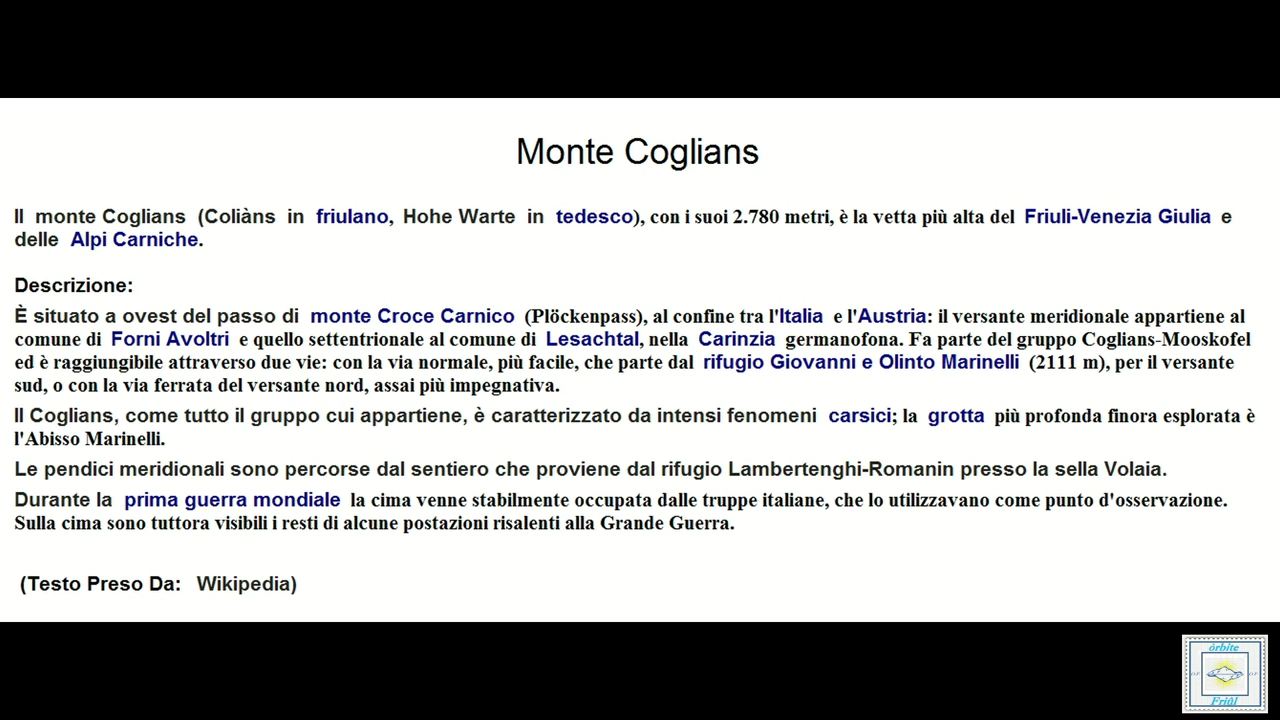 Monte Coglians
Il monte Coglians (Coliàns in friulano, Hohe Warte in tedesco), con i suoi 2.780 metri, è la vetta più alta del Friuli-Venezia Giulia e
delle Alpi Carniche.
Descrizione:
È situato a ovest del passo di monte Croce Carnico (Plöckenpass), al confine tra l'Italia e l'Austria: il versante meridionale appartiene al
comune di Forni Avoltri e quello settentrionale al comune di Lesachtal, nella Carinzia germanofona. Fa parte del gruppo Coglians-Mooskofel
ed è raggiungibile attraverso due vie: con la via normale, più facile, che parte dal rifugio Giovanni e Olinto Marinelli (2111 m), per il versante
sud, o con la via ferrata del versante nord, assai più impegnativa.
Il Coglians, come tutto il gruppo cui appartiene, è caratterizzato da intensi fenomeni carsici; la grotta più profonda finora esplorata è
l'Abisso Marinelli.
Le pendici meridionali sono percorse dal sentiero che proviene dal rifugio Lambertenghi-Romanin presso la sella Volaia.
Durante la prima guerra mondiale la cima venne stabilmente occupata dalle truppe italiane, che lo utilizzavano come punto d'osservazione.
Sulla cima sono tuttora visibili i resti di alcune postazioni risalenti alla Grande Guerra.
(Testo Preso Da: Wikipedia)
òrbite
Friûl